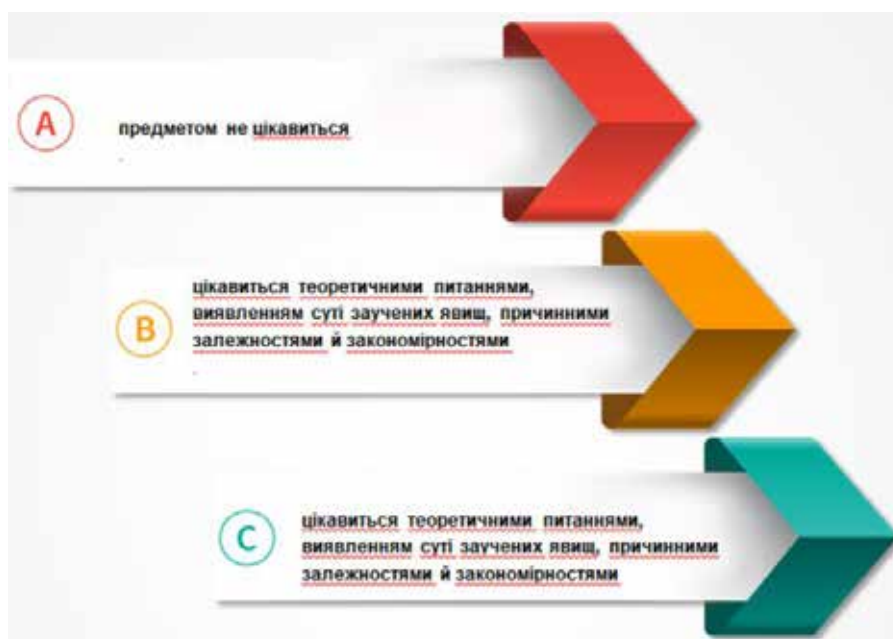 A
предметом не цікавиться
.
B
цікавиться теоретичними питаннями,
виявленням суті заучених явищ, причинними
залежностями й закономірностями
.
C
цікавиться теоретичними питаннями,
виявленням суті заучених явищ, причинними
залежностями й закономірностями